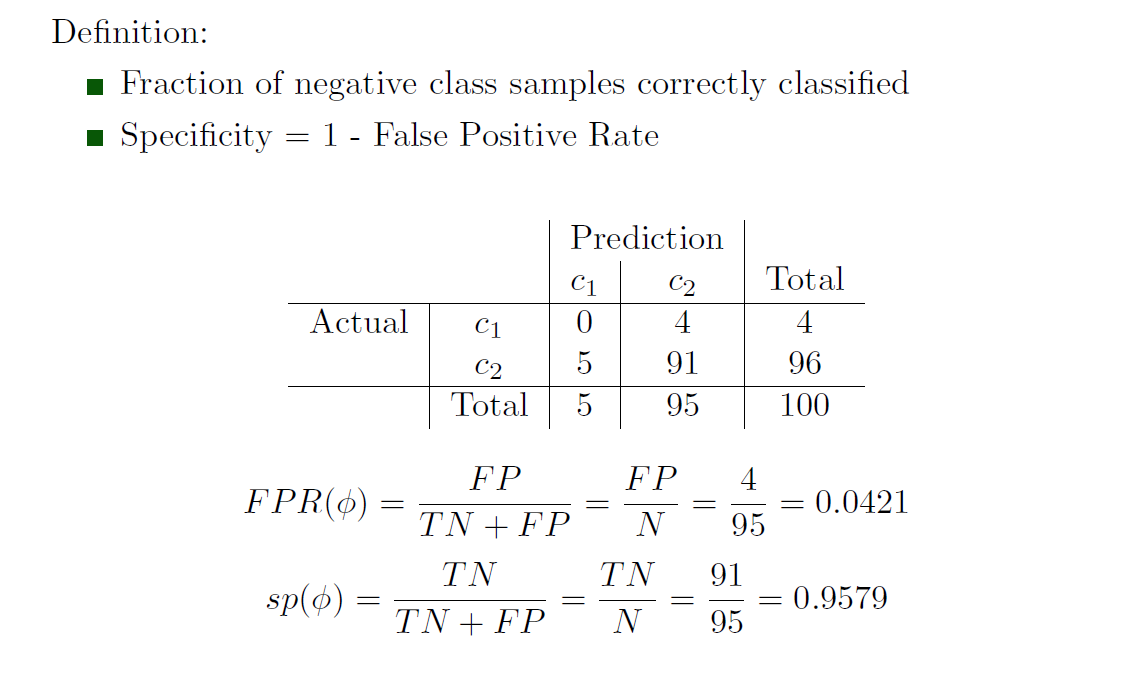 Definition:
■ Fraction of negative class samples correctly classified
■ Specificity = 1 - False Positive Rate
Prediction
c₁ c₂ Total
Actual c₁ 0 4 4
c₂ 5 91 96
Total 5 95 100
FPR(ϕ) = FP / (TN + FP) = FP / N = 4 / 95 = 0.0421
sp(ϕ) = TN / (TN + FP) = TN / N = 91 / 95 = 0.9579